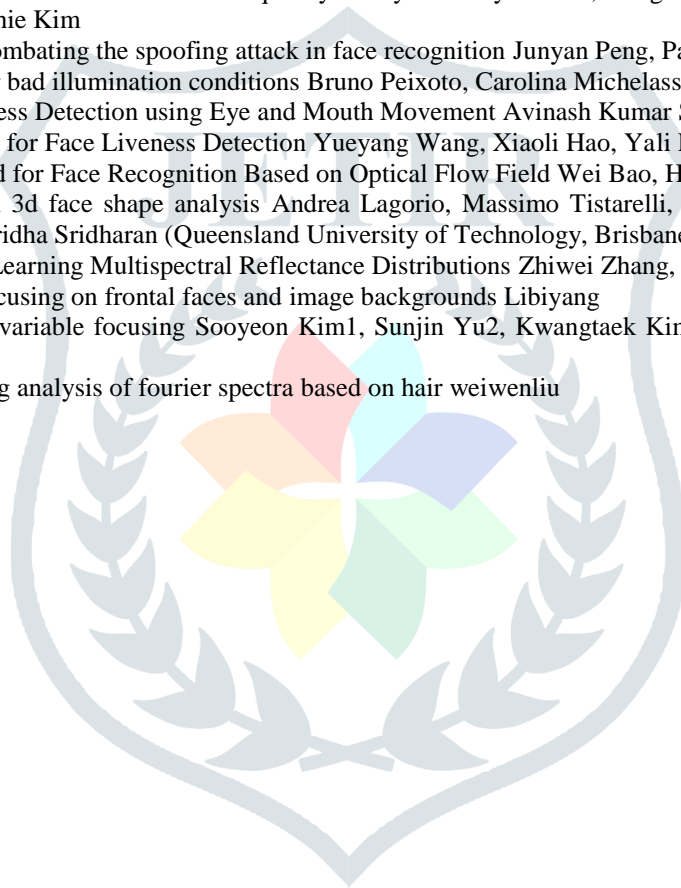 nie Kim
ombating the spoofing attack in face recognition Junyan Peng, Pa
bad illumination conditions Bruno Peixoto, Carolina Michelass
ess Detection using Eye and Mouth Movement Avinash Kumar S
for Face Liveness Detection Yueyang Wang, Xiaoli Hao, Yali
d for Face Recognition Based on Optical Flow Field Wei Bao, H
3d face shape analysis Andrea Lagorio, Massimo Tistarelli,
ridha Sridharan (Queensland University of Technology, Brisbane
Learning Multispectral Reflectance Distributions Zhiwei Zhang,
cusing on frontal faces and image backgrounds Libiyang
variable focusing Sooyeon Kim1, Sunjin Yu2, Kwangtaek Kim
g analysis of fourier spectra based on hair weiwenliu
JETIR